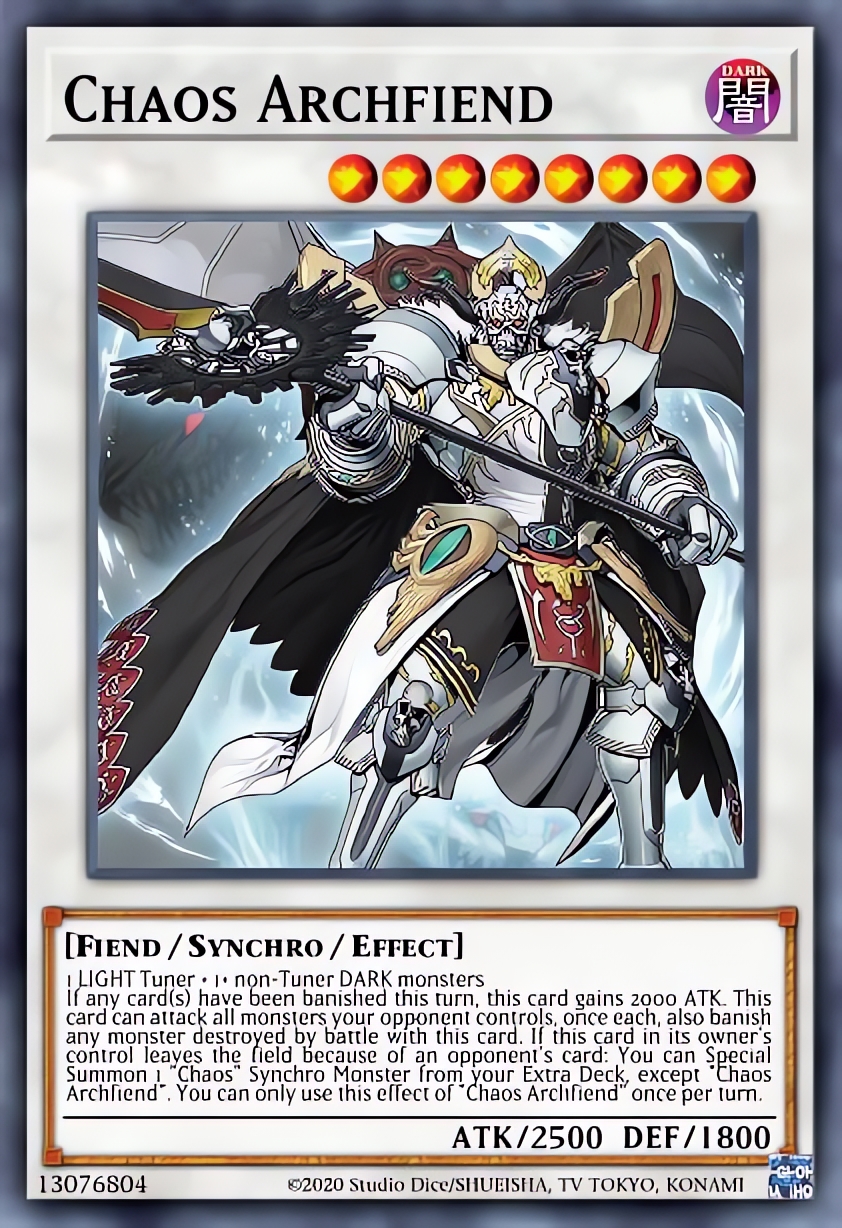 CHAOS ARCHFIEND
DARK
闇
[FIEND / SYNCHRO / EFFECT]
1 LIGHT Tuner + 1+ non-Tuner DARK monsters
If any card(s) have been banished this turn, this card gains 2000 ATK. This
card can attack all monsters your opponent controls, once each, also banish
any monster destroyed by battle with this card. If this card in its owner's
control leaves the field because of an opponent's card: You can Special
Summon 1 "Chaos" Synchro Monster from your Extra Deck, except "Chaos
Archfiend". You can only use this effect of "Chaos Archfiend" once per turn.
ATK/2500 DEF/1800
13076804
©2020 Studio Dice/SHUEISHA, TV TOKYO, KONAMI